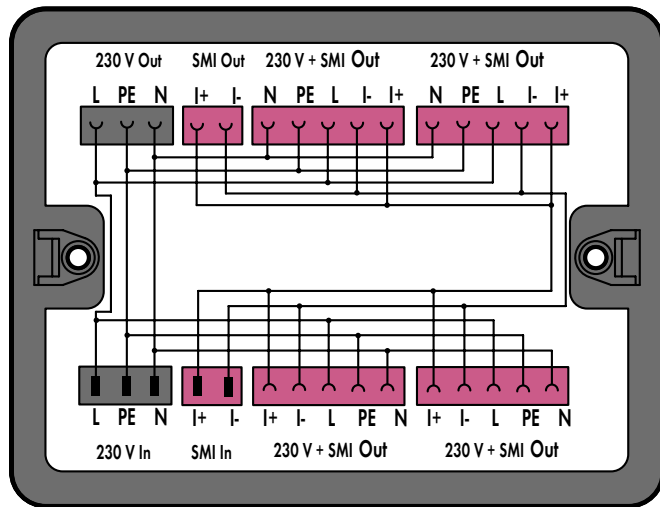 230 V Out SMI Out 230 V + SMI Out 230 V + SMI Out
L PE N I+ I- N PE L I- I+ N PE L I- I+
L PE N I+ I- I+ I- L PE N I+ I- L PE N
230 V In SMI In 230 V + SMI Out 230 V + SMI Out